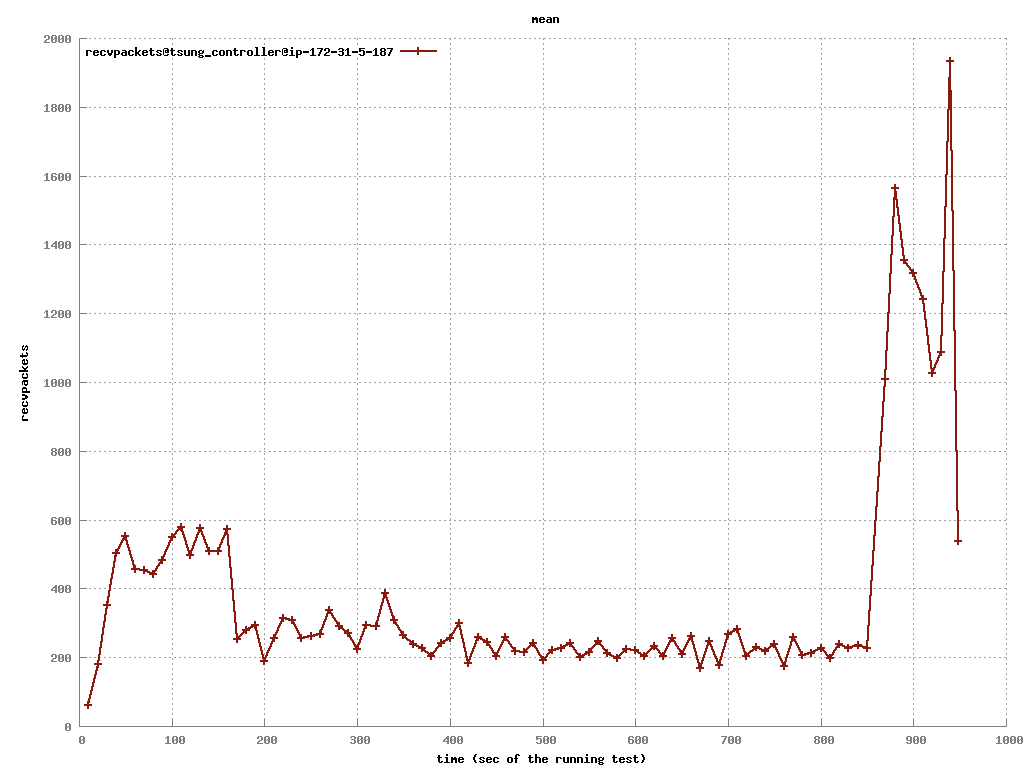 mean
recvpackets@tsung_controller@ip-172-31-5-187
2000
1800
1600
1400
1200
1000
800
600
400
200
0
recvpackets
0 100 200 300 400 500 600 700 800 900 1000
time (sec of the running test)